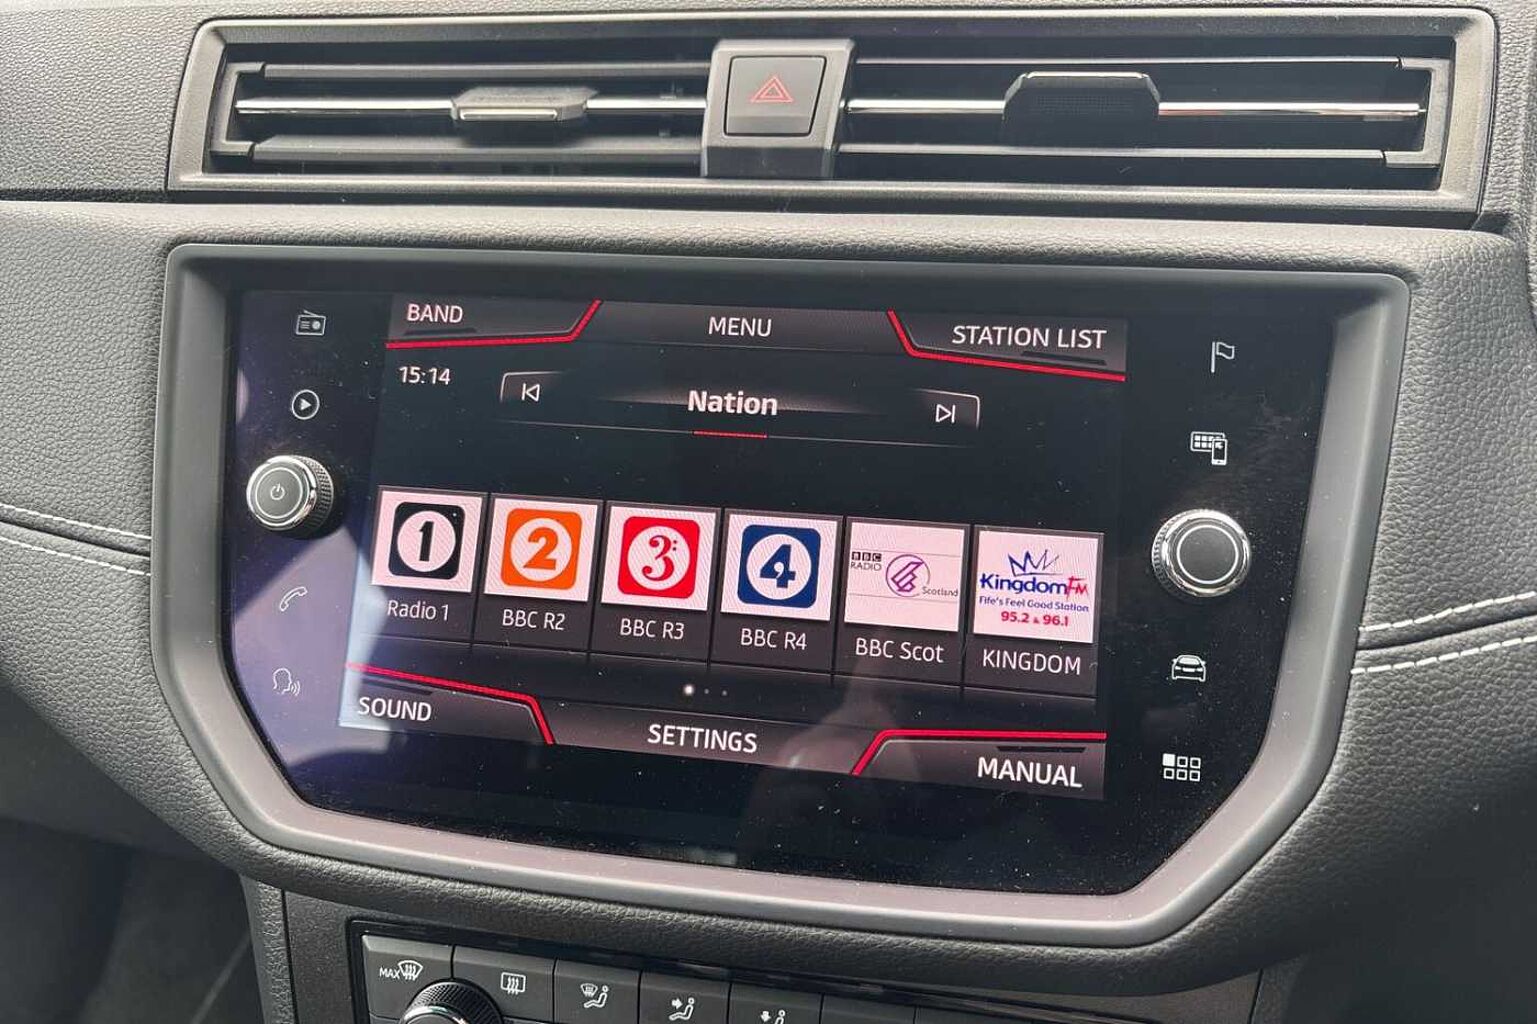 BAND
MENU
STATION LIST
15:14
Nation
1
2
3
4
BBC
RADIO
Scotland
KingdomFM
Fife's Feel Good Station
95.2 & 96.1
Radio 1
BBC R2
BBC R3
BBC R4
BBC Scot
KINGDOM
SOUND
SETTINGS
MANUAL
MAX